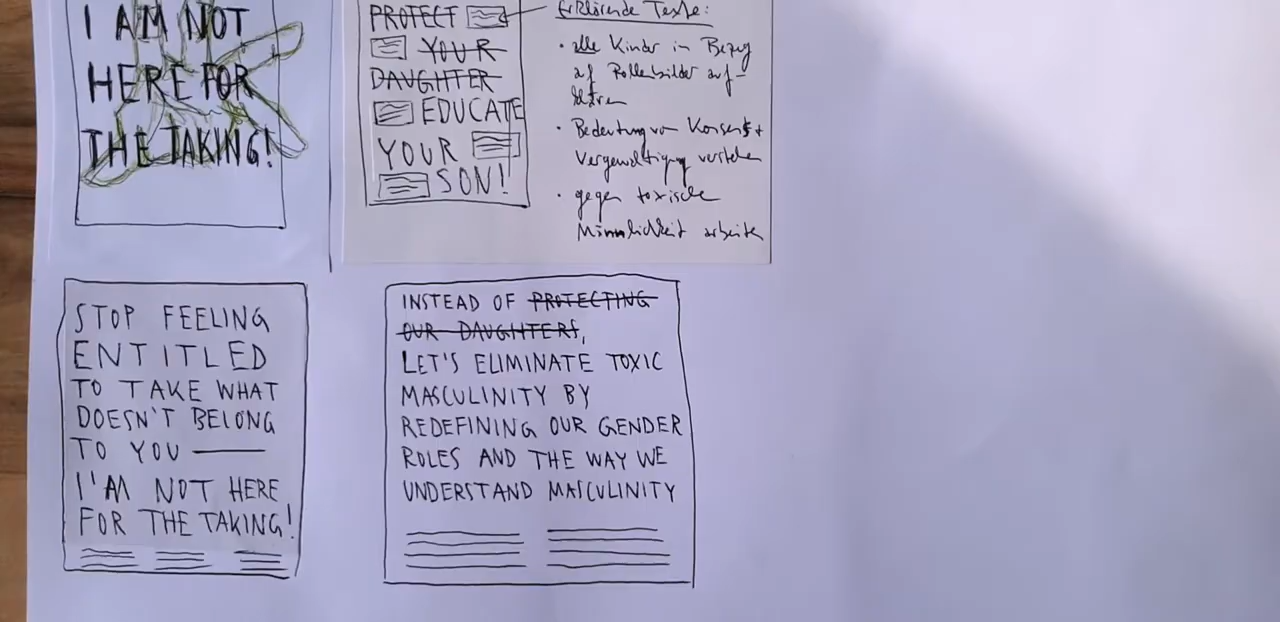 I AM NOT
HERE FOR
THE TAKING!
PROTECT
YOUR
DAUGHTER
EDUCATE
YOUR
SON!
Erklärende Texte:
• alle Kinder in Bezug
auf Rollenbilder auf-
klären
• Bedeutung von Konsens +
Vergewaltigung verstehen
• gegen toxische
Männlichkeit arbeiten
STOP FEELING
ENTITLED
TO TAKE WHAT
DOESN'T BELONG
TO YOU —
I'M NOT HERE
FOR THE TAKING!
INSTEAD OF PROTECTING
OUR DAUGHTERS,
LET'S ELIMINATE TOXIC
MASCULINITY BY
REDEFINING OUR GENDER
ROLES AND THE WAY WE
UNDERSTAND MASCULINITY